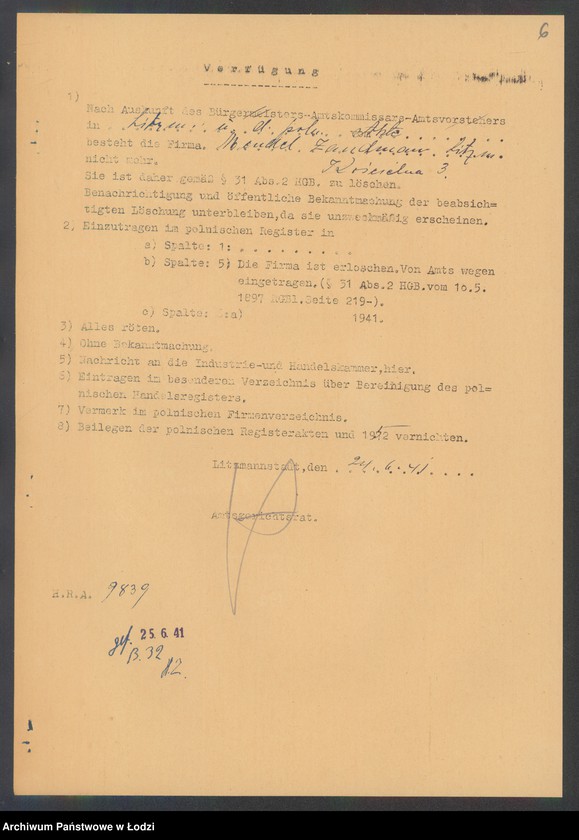 6
Verfügung
1)
Nach Auskunft des Bürgermeisters-Amtskommissars-Amtsvorstehers
in . Litzm. u. d. poln. . . . . . . .
besteht die Firma. Mendel. Zandman. Litzm.
nicht mehr. 3.
Sie ist daher gemäß § 31 Abs.2 HGB. zu löschen.
Benachrichtigung und öffentliche Bekanntmachung der beabsich=
tigten Löschung unterbleiben,da sie unzweckmäßig erscheinen.
2) Einzutragen im polnischen Register in
a) Spalte: 1: . . . . . . . . .
b) Spalte: 5) Die Firma ist erloschen.Von Amts wegen
eingetragen.(§ 31 Abs.2 HGB.vom 10.5.
1897 RGBl.Seite 219-).
c) Spalte: :a) 1941.
3) Alles röten.
4) Ohne Bekanntmachung.
5) Nachricht an die Industrie-und Handelskammer,hier.
6) Eintragen im besonderen Verzeichnis über Bereinigung des pol=
nischen Handelsregisters.
7) Vermerk im polnischen Firmenverzeichnis.
8) Beilegen der polnischen Registerakten und vernichten.
Litzmannstadt,den . 24.6.41 . . . .
Amtsgerichtsrat.
H.R.A. 9839
gef. 25.6.41
B.32
Archiwum Państwowe w Łodzi